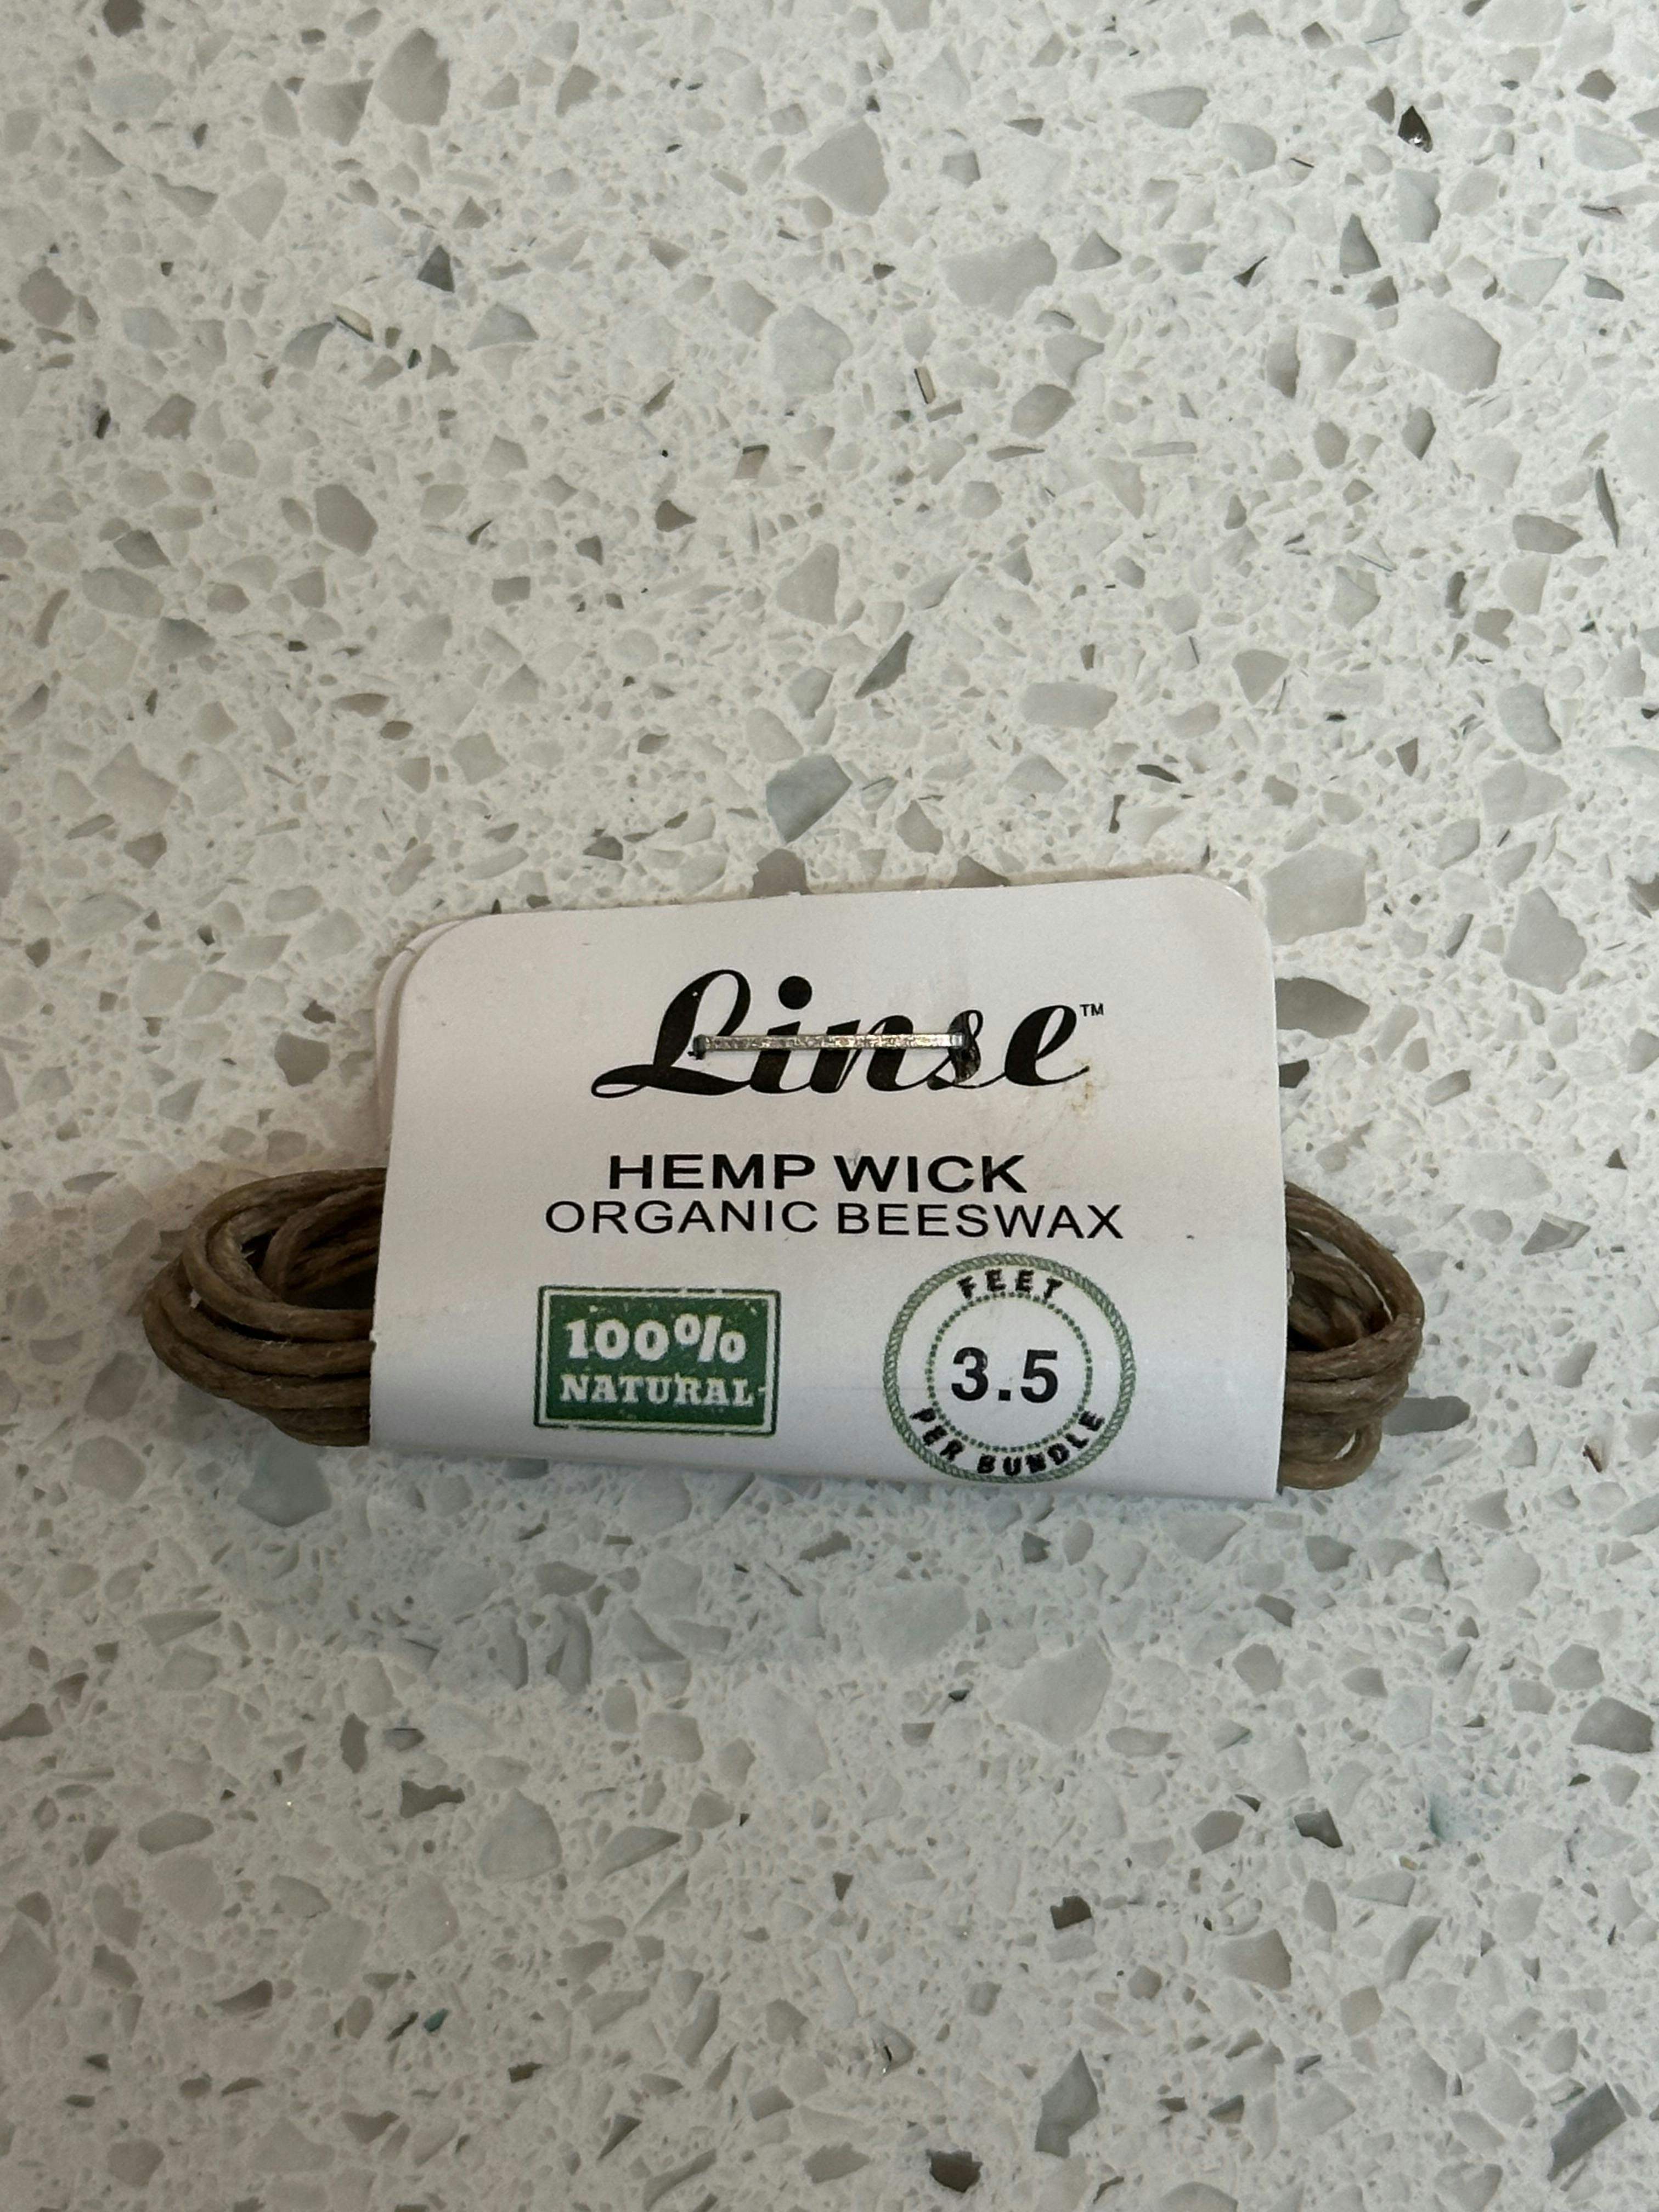 Linse™
HEMP WICK
ORGANIC BEESWAX
100%
NATURAL
FEET
3.5
PER BUNDLE